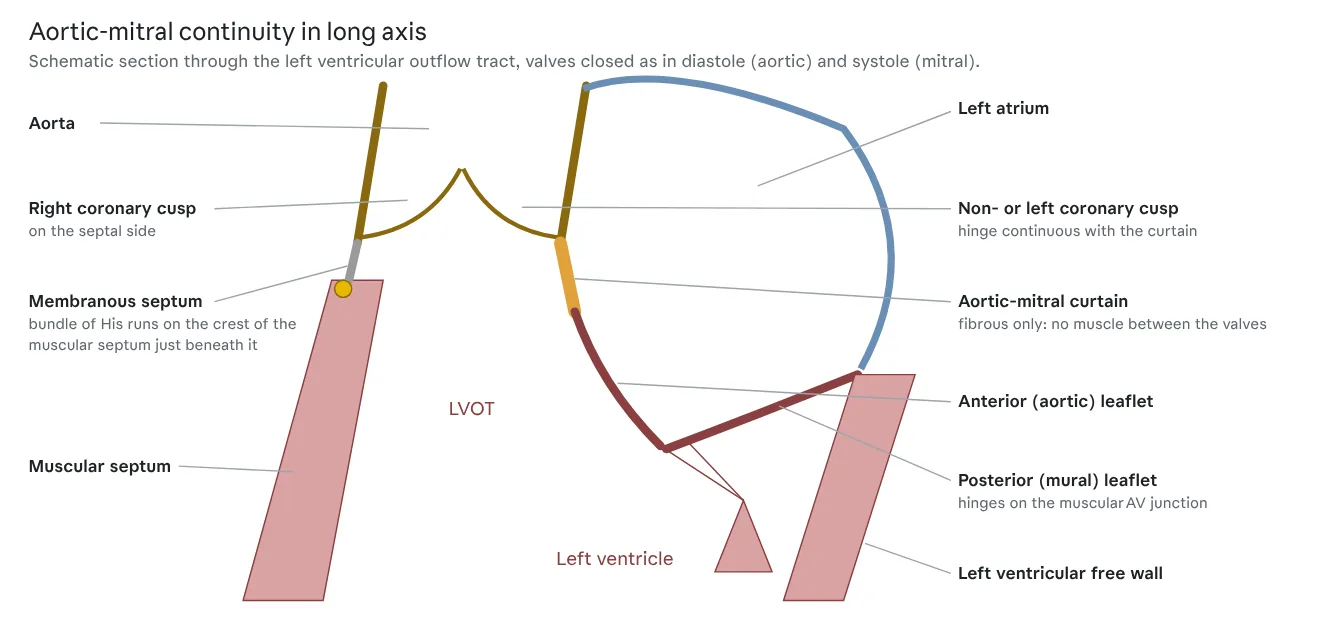 Aortic-mitral continuity in long axis
Schematic section through the left ventricular outflow tract, valves closed as in diastole (aortic) and systole (mitral).
Aorta
Right coronary cusp
on the septal side
Membranous septum
bundle of His runs on the crest of the
muscular septum just beneath it
Muscular septum
LVOT
Left ventricle
Left atrium
Non- or left coronary cusp
hinge continuous with the curtain
Aortic-mitral curtain
fibrous only: no muscle between the valves
Anterior (aortic) leaflet
Posterior (mural) leaflet
hinges on the muscular AV junction
Left ventricular free wall